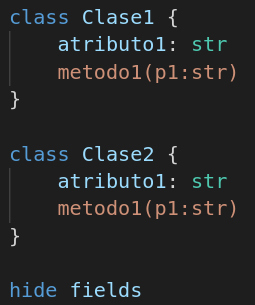 class Clase1 {
    atributo1: str
    metodo1(p1:str)
}

class Clase2 {
    atributo1: str
    metodo1(p1:str)
}

hide fields